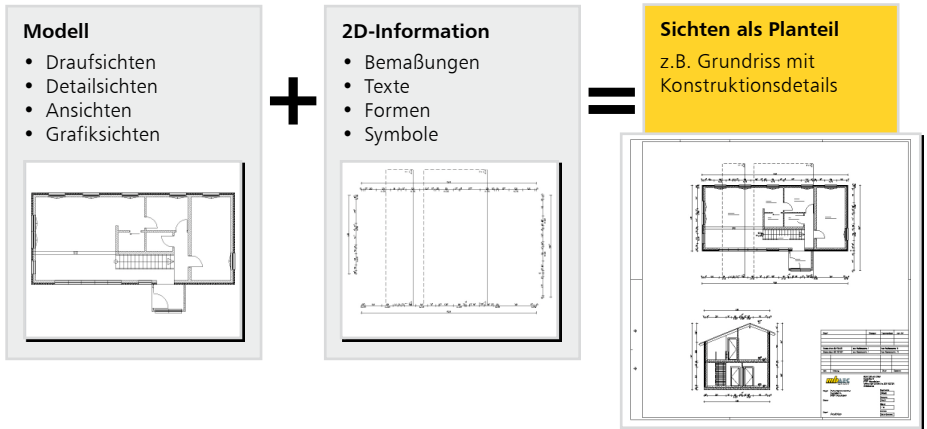 Modell
• Draufsichten
• Detailsichten
• Ansichten
• Grafiksichten
+
2D-Information
• Bemaßungen
• Texte
• Formen
• Symbole
=
Sichten als Planteil
z.B. Grundriss mit
Konstruktionsdetails